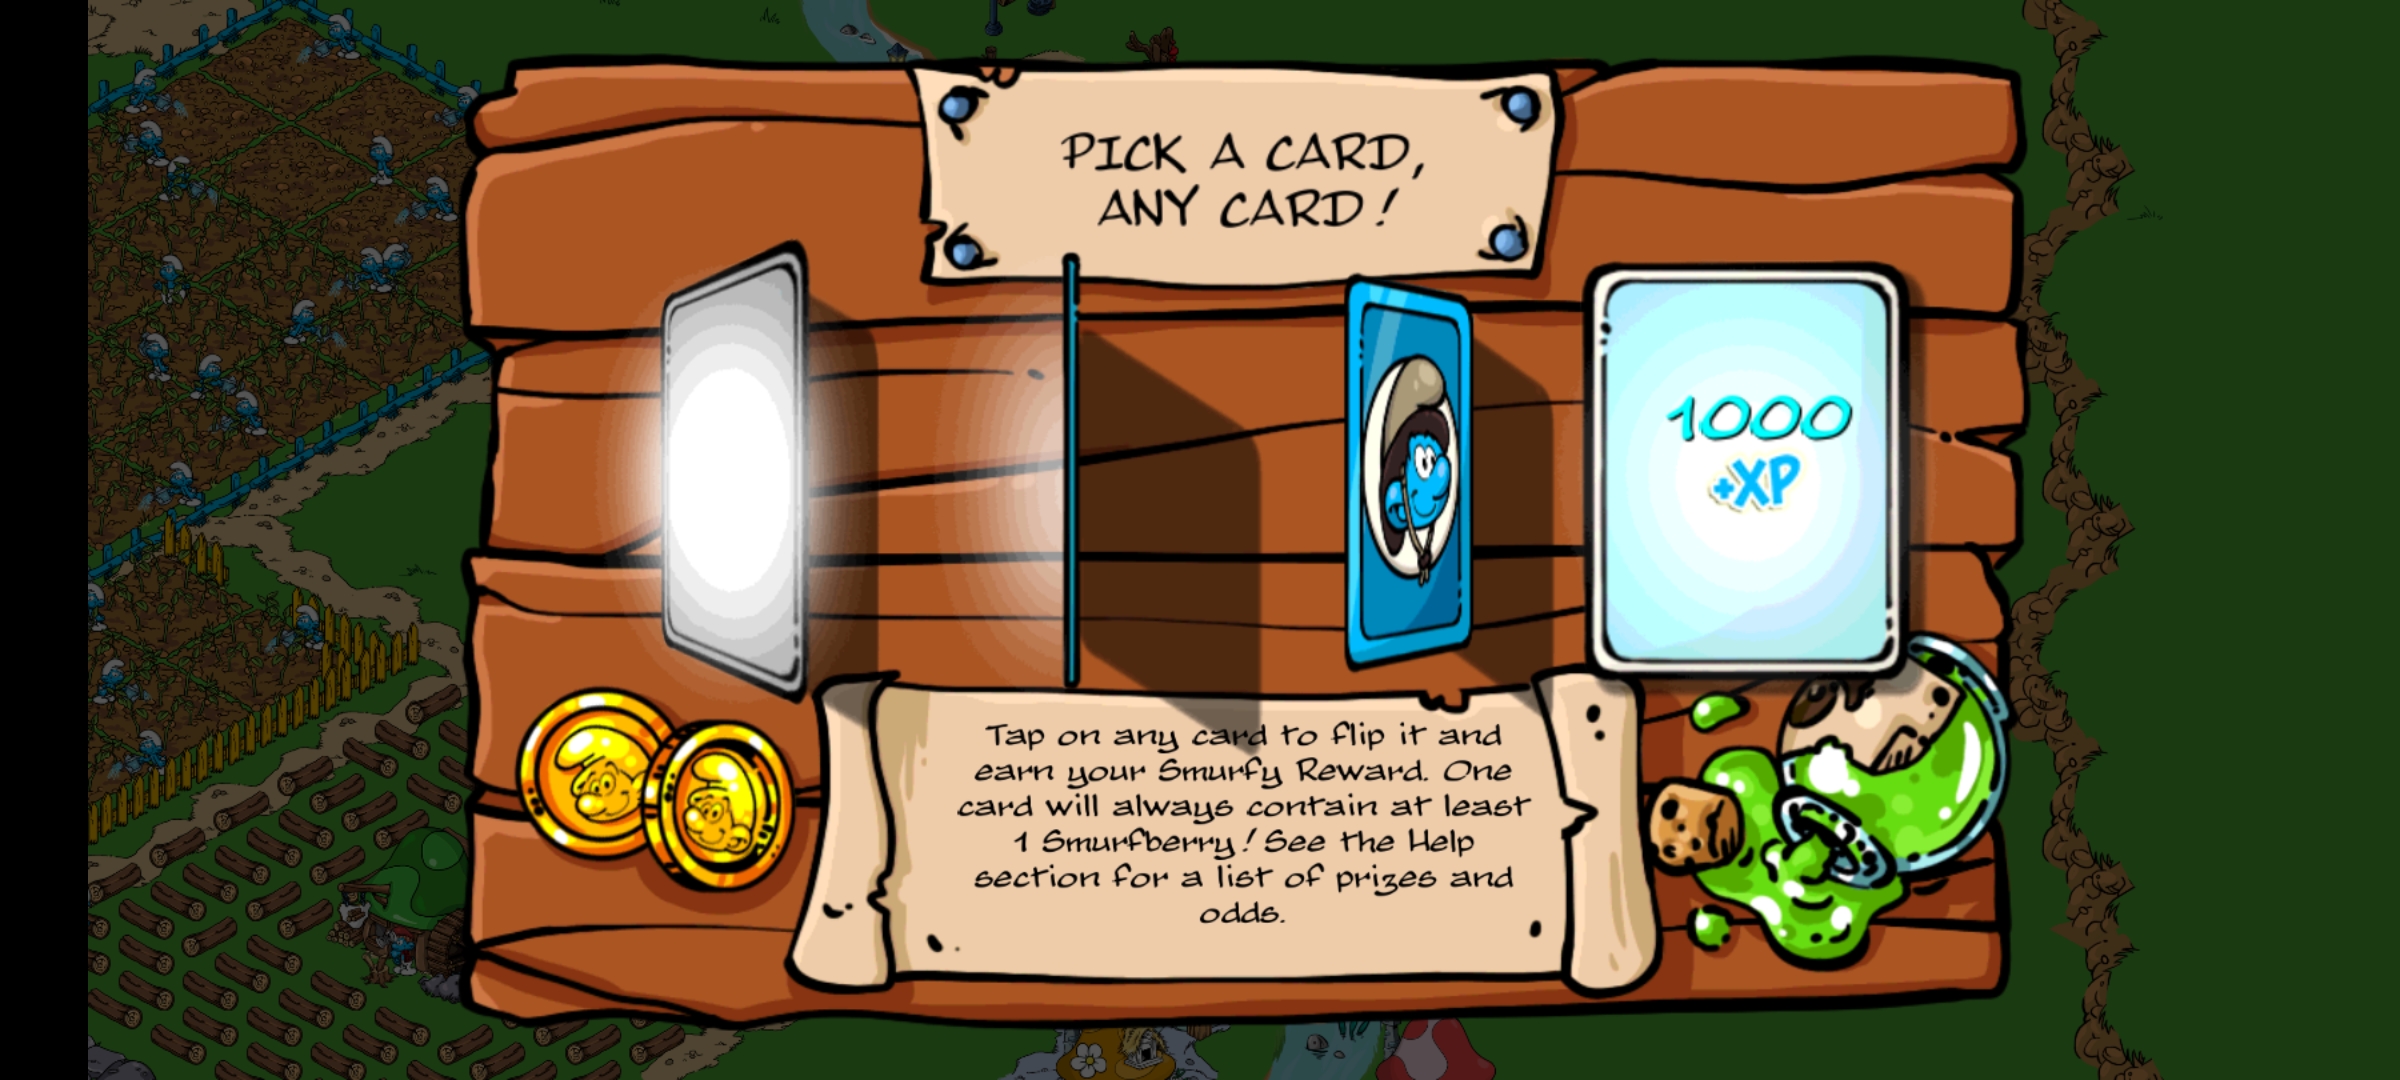 PICK A CARD,
ANY CARD!
1000
+XP
Tap on any card to flip it and
earn your Smurfy Reward. One
card will always contain at least
1 Smurfberry! See the Help
section for a list of prizes and
odds.